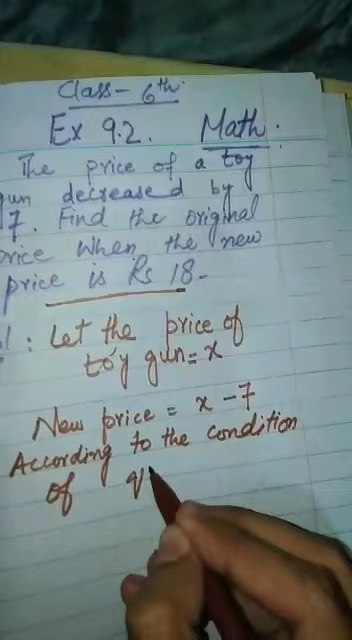 Class - 6th.
Ex 9.2. Math.
The price of a toy
gun decreased by
7. Find the original
price when the new
price is Rs 18.
: Let the price of
toy gun = x
New price = x - 7
According to the condition
of